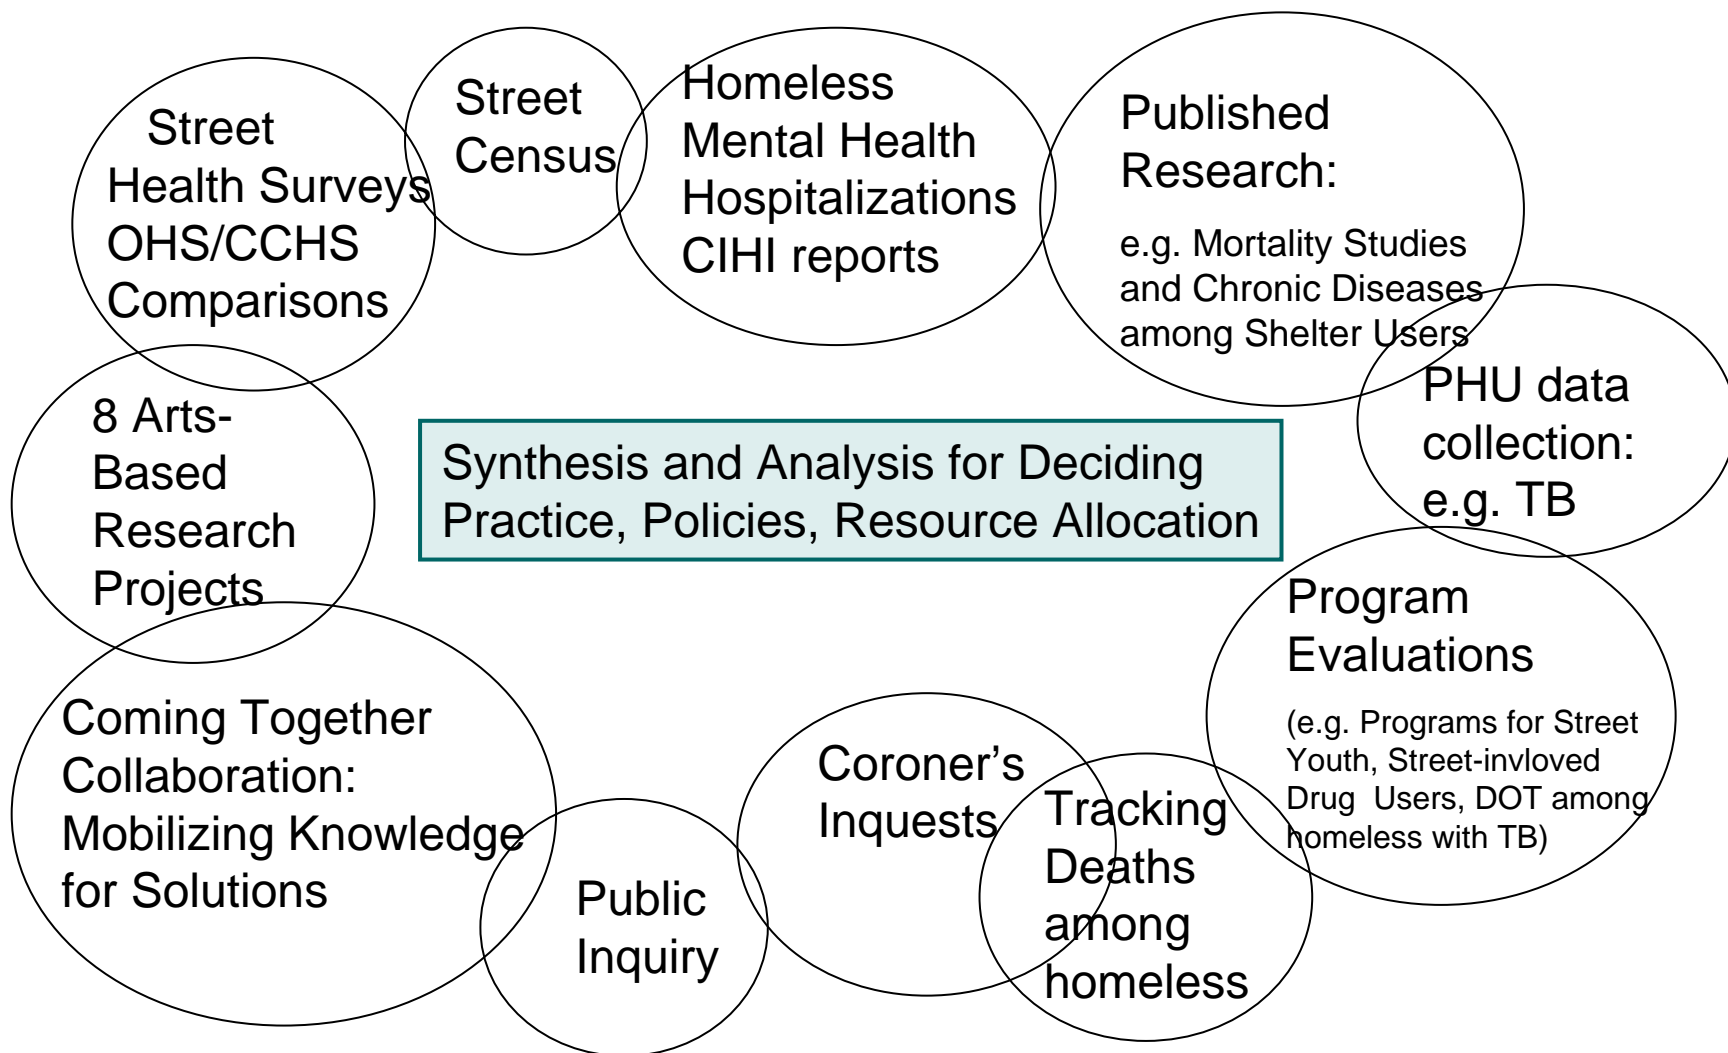 Street
Health Surveys
OHS/CCHS
Comparisons
Street
Census
Homeless
Mental Health
Hospitalizations
CIHI reports
Published
Research:
e.g. Mortality Studies
and Chronic Diseases
among Shelter Users
PHU data
collection:
e.g. TB
8 Arts-
Based
Research
Projects
Synthesis and Analysis for Deciding
Practice, Policies, Resource Allocation
Program
Evaluations
(e.g. Programs for Street
Youth, Street-invloved
Drug  Users, DOT among
homeless with TB)
Coming Together
Collaboration:
Mobilizing Knowledge
for Solutions
Public
Inquiry
Coroner’s
Inquests
Tracking
Deaths
among
homeless